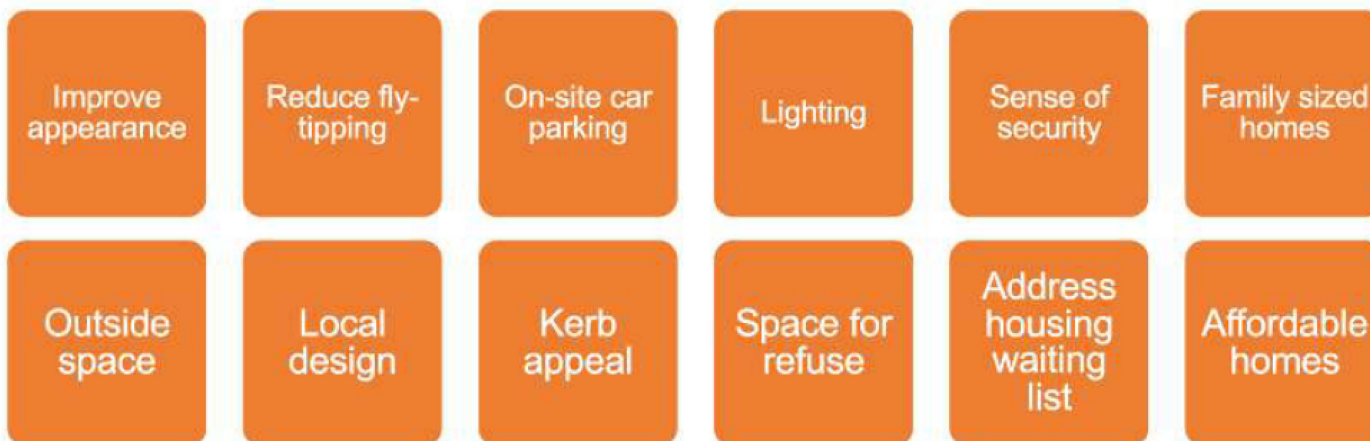 Improve
appearance
Reduce fly-
tipping
On-site car
parking
Lighting
Sense of
security
Family sized
homes
Outside
space
Local
design
Kerb
appeal
Space for
refuse
Address
housing
waiting
list
Affordable
homes